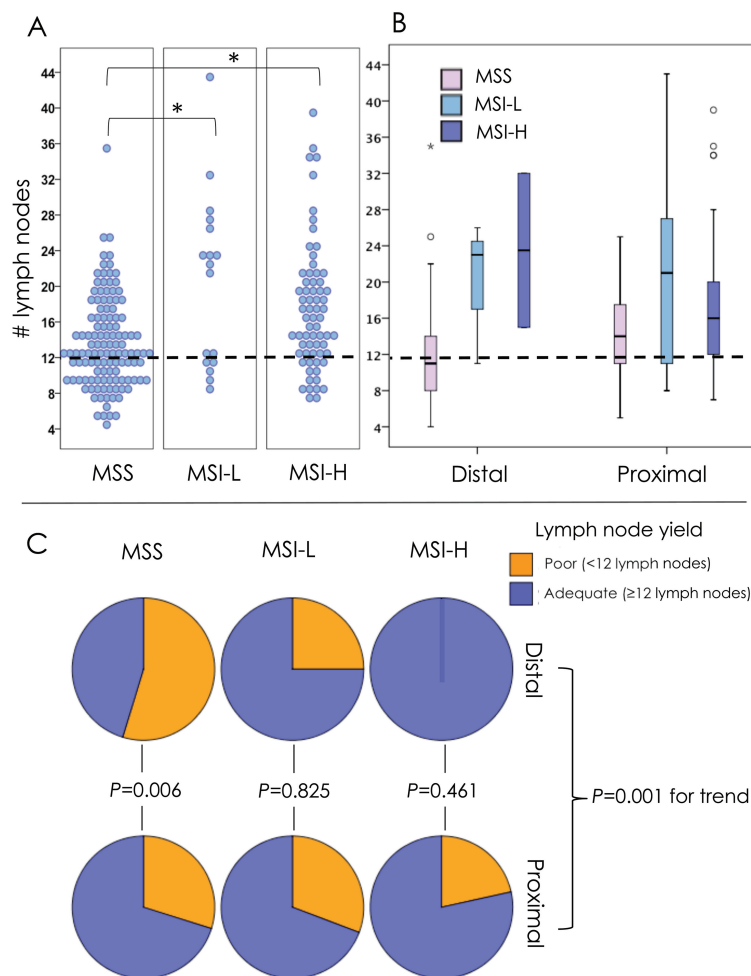 A
# lymph nodes
44
40
36
32
28
24
20
16
12
8
4
*
*
MSS
MSI-L
MSI-H
B
44
40
36
32
28
24
20
16
12
8
4
MSS
MSI-L
MSI-H
*
Distal
Proximal
C
MSS
MSI-L
MSI-H
Lymph node yield
Poor (<12 lymph nodes)
Adequate (≥12 lymph nodes)
Distal
P=0.006
P=0.825
P=0.461
P=0.001 for trend
Proximal